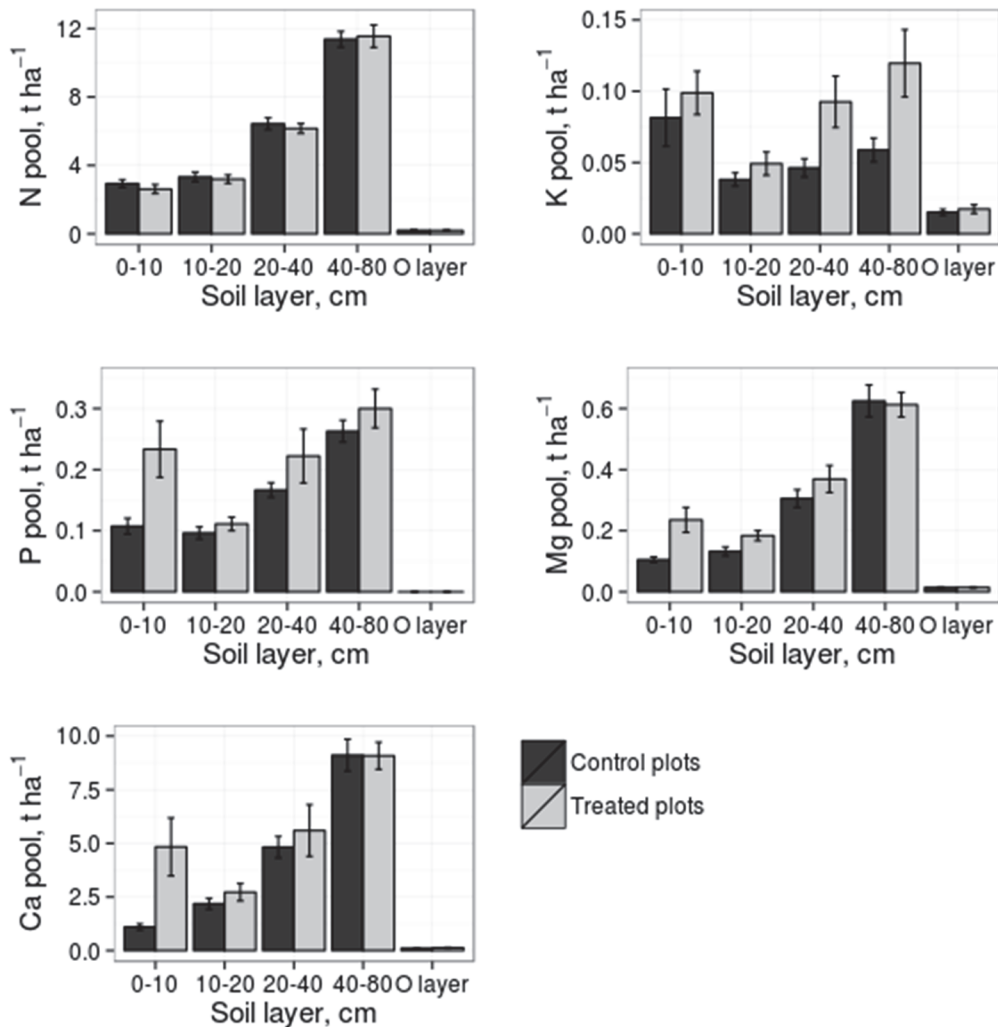 N pool, t ha⁻¹
12
8
4
0
0-10 10-20 20-40 40-80 O layer
Soil layer, cm
K pool, t ha⁻¹
0.15
0.10
0.05
0.00
0-10 10-20 20-40 40-80 O layer
Soil layer, cm
P pool, t ha⁻¹
0.3
0.2
0.1
0.0
0-10 10-20 20-40 40-80 O layer
Soil layer, cm
Mg pool, t ha⁻¹
0.6
0.4
0.2
0.0
0-10 10-20 20-40 40-80 O layer
Soil layer, cm
Ca pool, t ha⁻¹
10.0
7.5
5.0
2.5
0.0
0-10 10-20 20-40 40-80 O layer
Soil layer, cm
Control plots
Treated plots